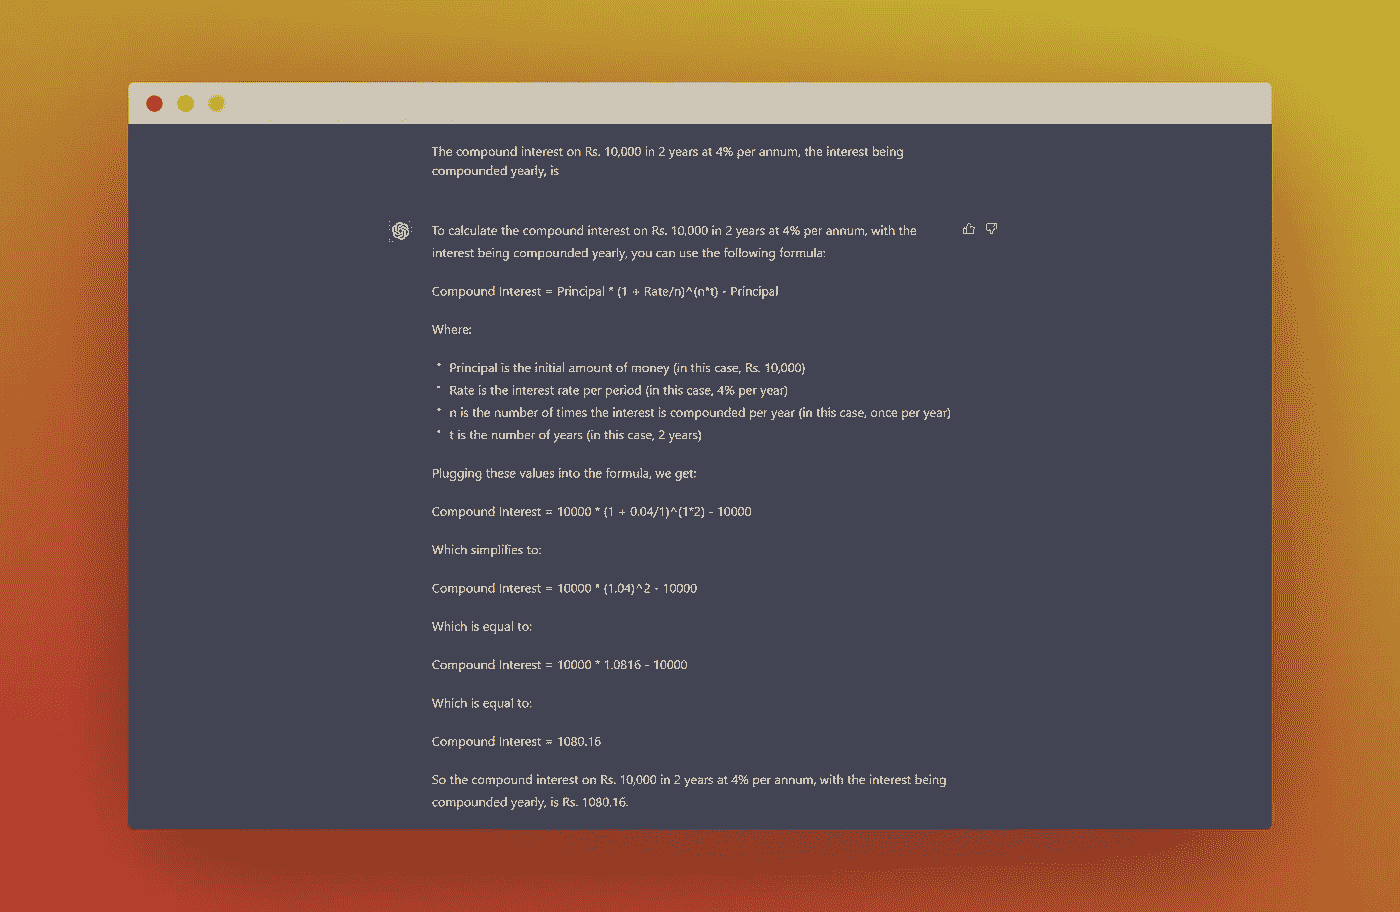 The compound interest on Rs. 10,000 in 2 years at 4% per annum, the interest being
compounded yearly, is
To calculate the compound interest on Rs. 10,000 in 2 years at 4% per annum, with the
interest being compounded yearly, you can use the following formula:
Compound Interest = Principal * (1 + Rate/n)^(n*t) - Principal
Where:
• Principal is the initial amount of money (in this case, Rs. 10,000)
• Rate is the interest rate per period (in this case, 4% per year)
• n is the number of times the interest is compounded per year (in this case, once per year)
• t is the number of years (in this case, 2 years)
Plugging these values into the formula, we get:
Compound Interest = 10000 * (1 + 0.04/1)^(1*2) - 10000
Which simplifies to:
Compound Interest = 10000 * (1.04)^2 - 10000
Which is equal to:
Compound Interest = 10000 * 1.0816 - 10000
Which is equal to:
Compound Interest = 1080.16
So the compound interest on Rs. 10,000 in 2 years at 4% per annum, with the interest being
compounded yearly, is Rs. 1080.16.